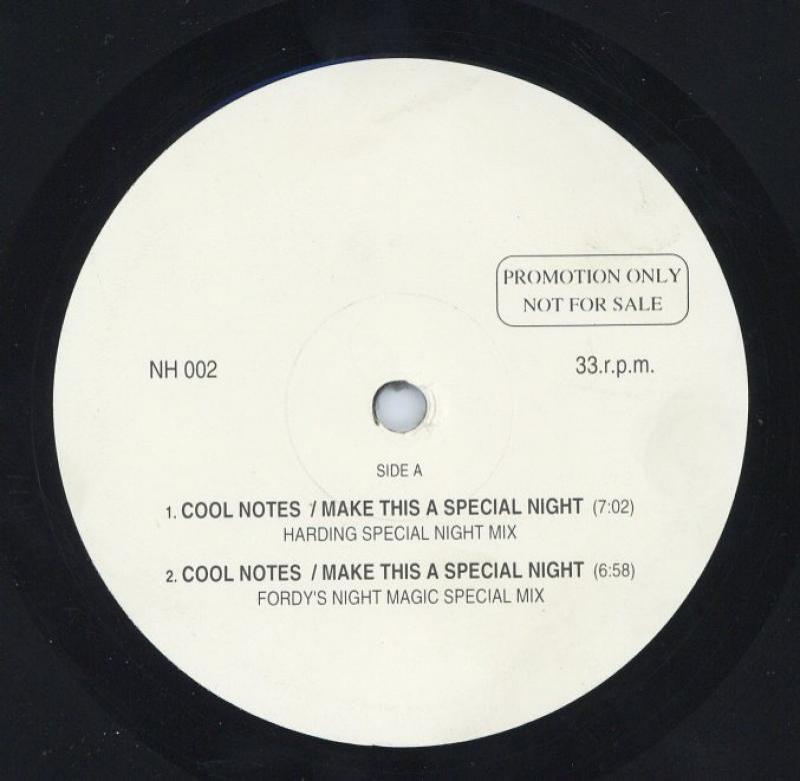 PROMOTION ONLY
NOT FOR SALE
NH 002
33.r.p.m.
SIDE A
1. COOL NOTES / MAKE THIS A SPECIAL NIGHT (7:02)
HARDING SPECIAL NIGHT MIX
2. COOL NOTES / MAKE THIS A SPECIAL NIGHT (6:58)
FORDY'S NIGHT MAGIC SPECIAL MIX